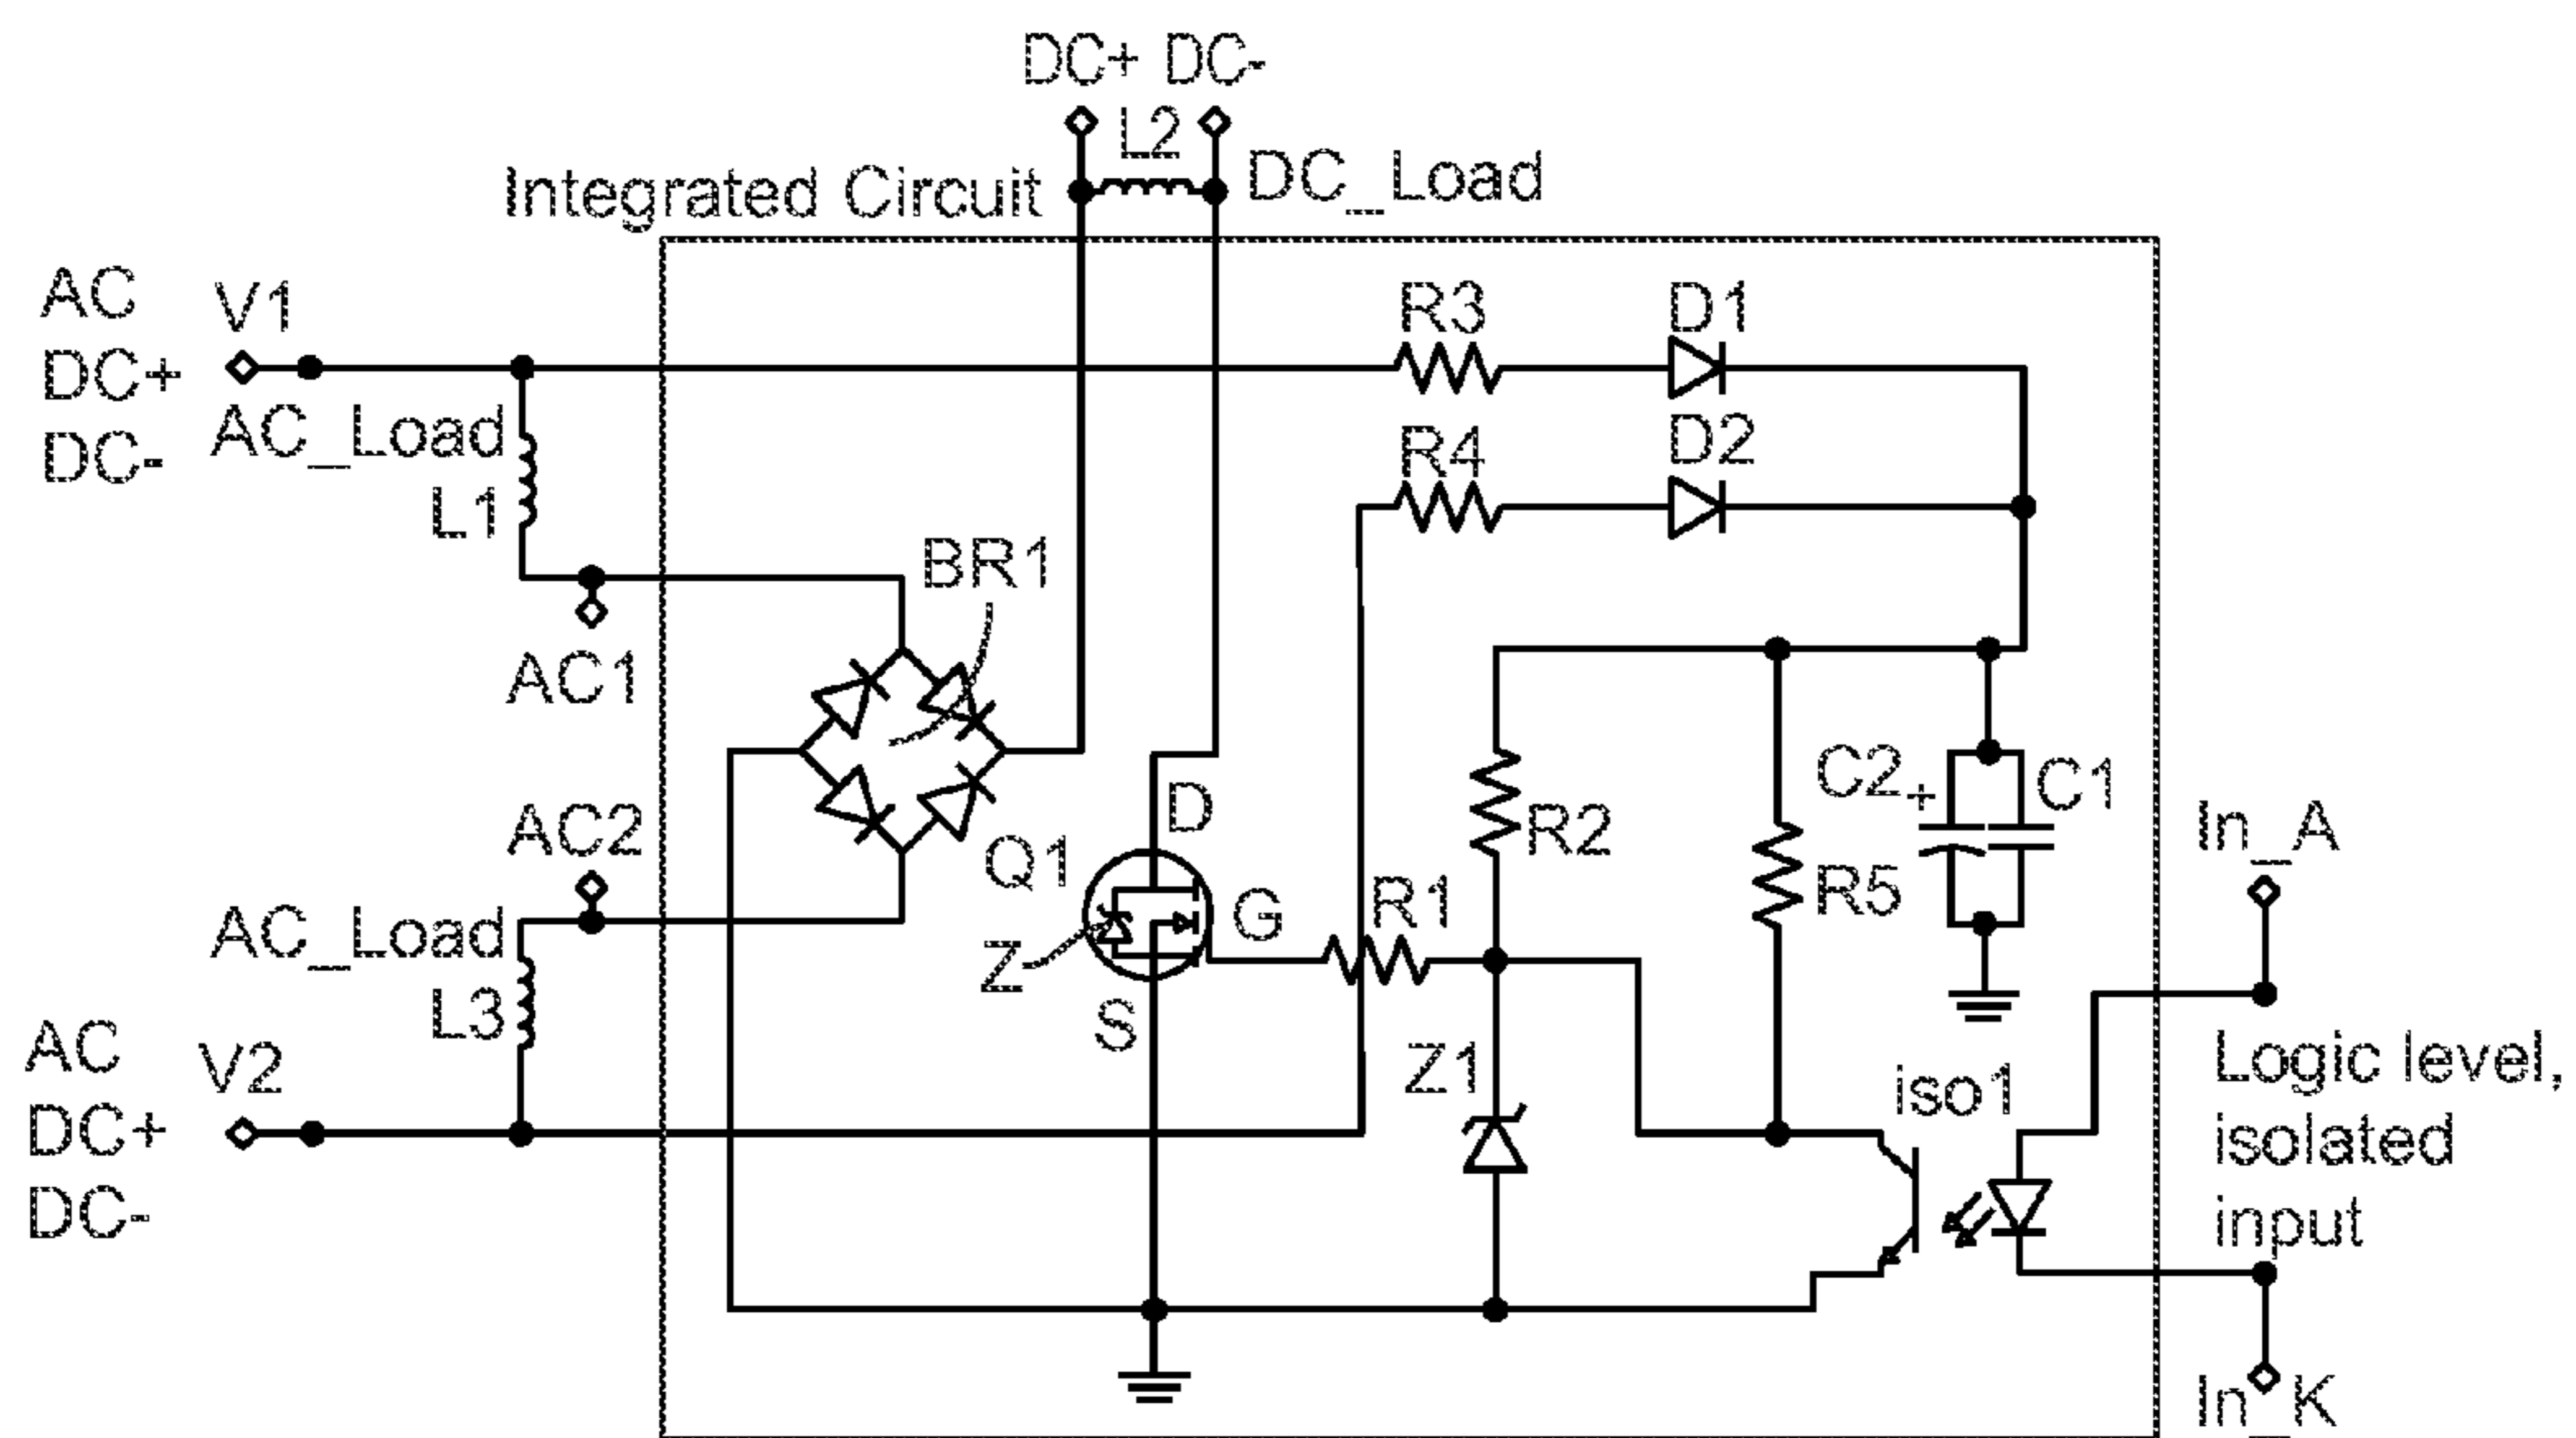 DC+ DC-
L2
Integrated Circuit
DC_Load
AC
DC+
DC-
V1
R3
D1
AC_Load
L1
R4
D2
BR1
AC1
AC2
Q1
D
G
S
Z
R1
R2
R5
C2
+
C1
In_A
AC_Load
L3
AC
DC+
DC-
V2
Z1
iso1
Logic level,
isolated
input
In_K